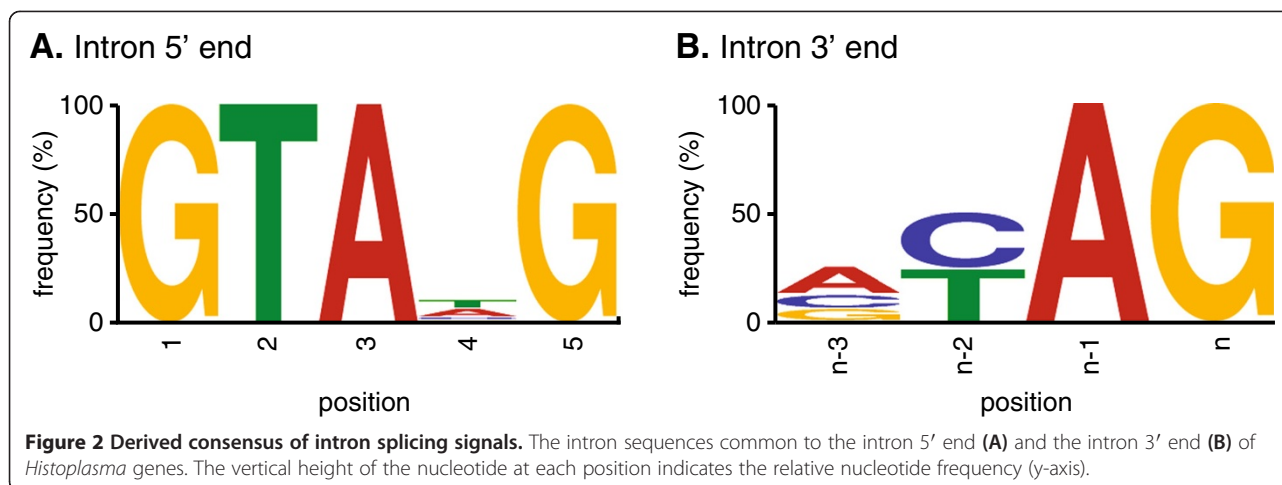 A. Intron 5’ end
B. Intron 3’ end
frequency (%)
100
50
0
G T A T A C G
1 2 3 4 5
position
frequency (%)
100
50
0
A C G C T A G
n-3 n-2 n-1 n
position
Figure 2 Derived consensus of intron splicing signals. The intron sequences common to the intron 5′ end (A) and the intron 3′ end (B) of
Histoplasma genes. The vertical height of the nucleotide at each position indicates the relative nucleotide frequency (y-axis).